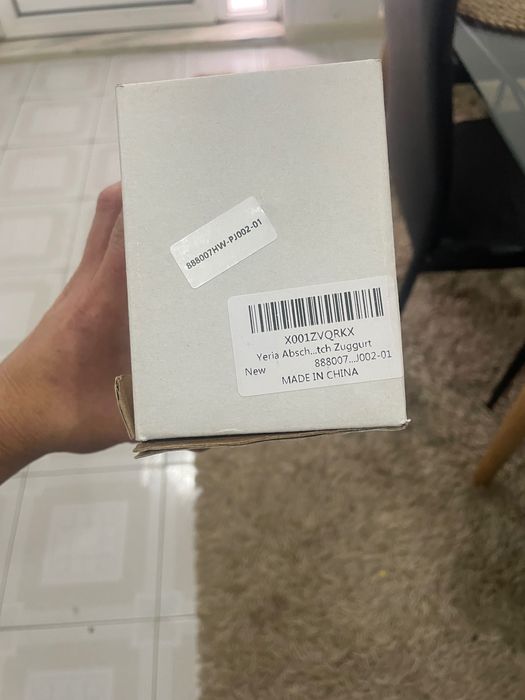 888007HW-PJ002-01
X001ZVQRKX
Yeria Absch...tch Zuggurt
New 888007...J002-01
MADE IN CHINA